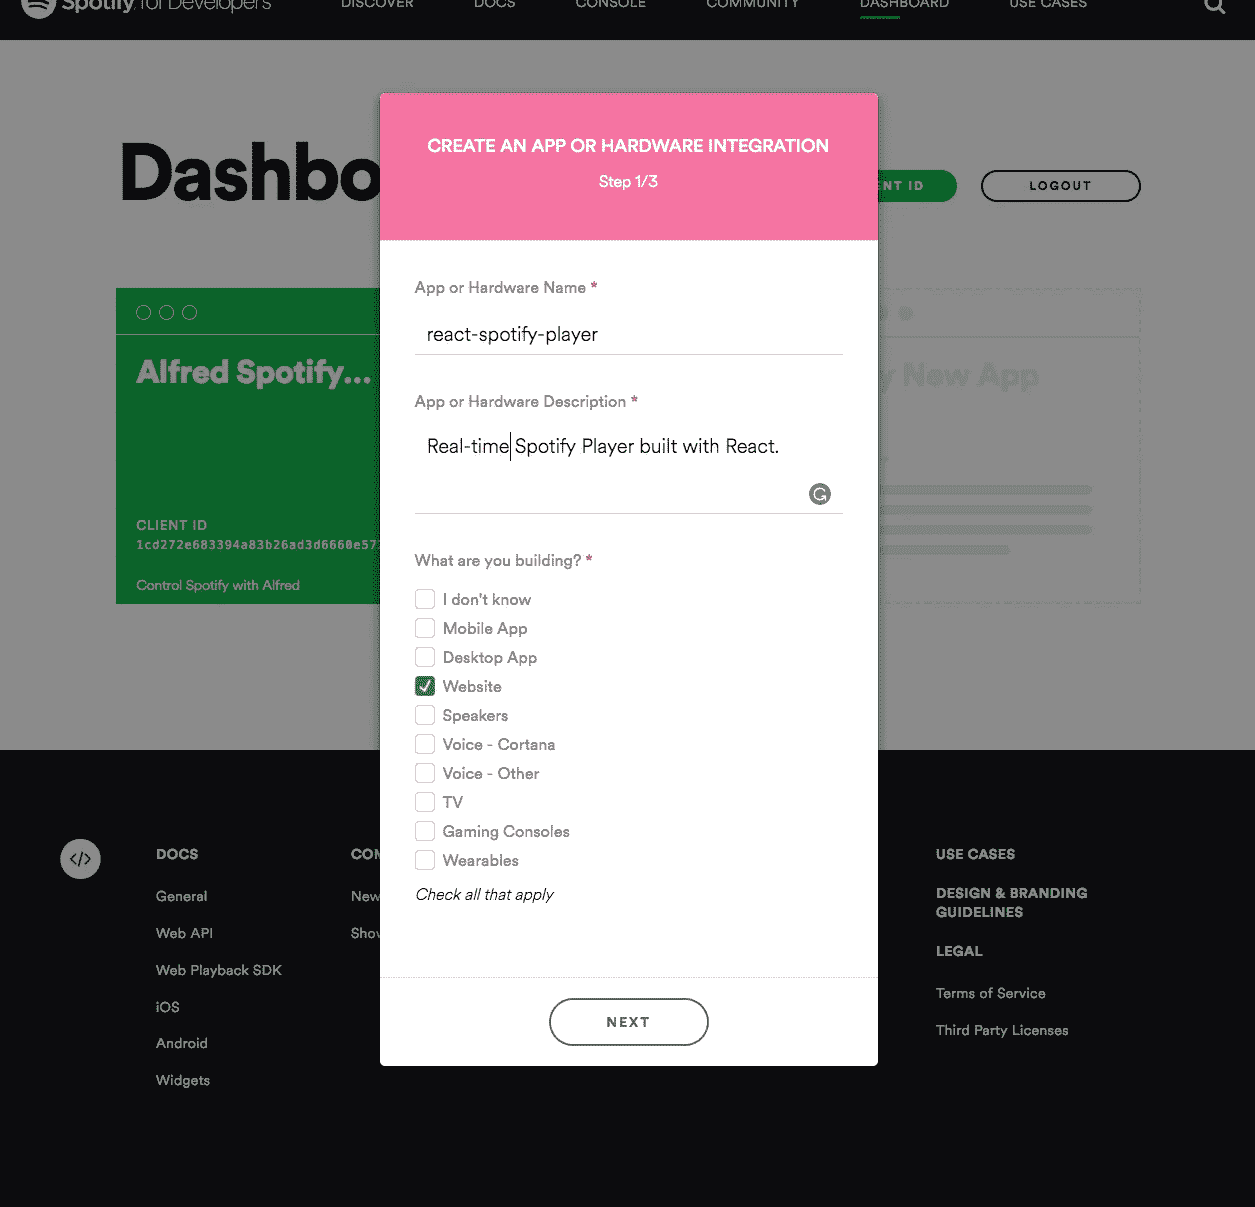 Spotify for Developers
DISCOVER
DOCS
CONSOLE
COMMUNITY
DASHBOARD
USE CASES
CREATE AN APP OR HARDWARE INTEGRATION
Step 1/3
Dashbo
ENT ID
LOGOUT
App or Hardware Name *
react-spotify-player
Alfred Spotify...
y New App
App or Hardware Description *
Real-time Spotify Player built with React.
CLIENT ID
1cd272e683394a83b26ad3d6660e57
Control Spotify with Alfred
What are you building? *
I don't know
Mobile App
Desktop App
Website
Speakers
Voice - Cortana
Voice - Other
TV
Gaming Consoles
Wearables
Check all that apply
NEXT
DOCS
General
Web API
Web Playback SDK
iOS
Android
Widgets
COM
New
Show
USE CASES
DESIGN & BRANDING
GUIDELINES
LEGAL
Terms of Service
Third Party Licenses